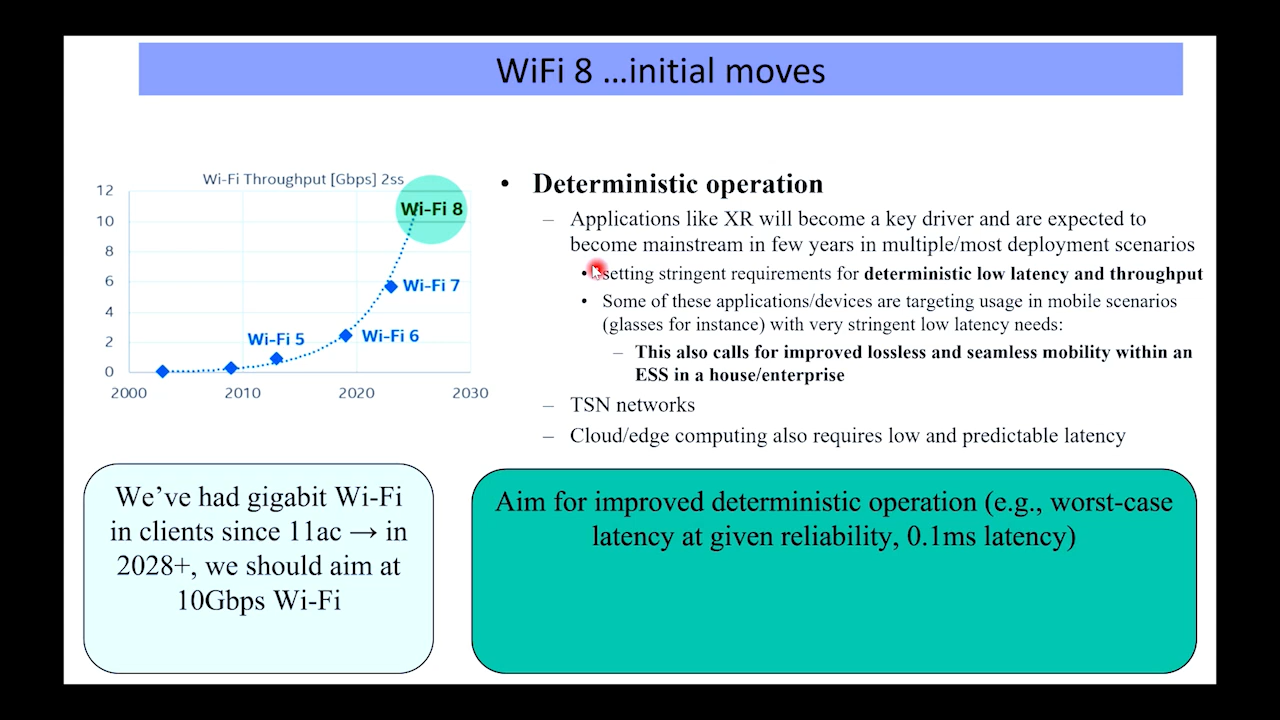 WiFi 8 ...initial moves
Wi-Fi Throughput [Gbps] 2ss
12
10
8
6
4
2
0
2000
2010
2020
2030
Wi-Fi 8
Wi-Fi 7
Wi-Fi 6
Wi-Fi 5
• Deterministic operation
– Applications like XR will become a key driver and are expected to
become mainstream in few years in multiple/most deployment scenarios
• setting stringent requirements for deterministic low latency and throughput
• Some of these applications/devices are targeting usage in mobile scenarios
(glasses for instance) with very stringent low latency needs:
– This also calls for improved lossless and seamless mobility within an
ESS in a house/enterprise
– TSN networks
– Cloud/edge computing also requires low and predictable latency
We’ve had gigabit Wi-Fi
in clients since 11ac → in
2028+, we should aim at
10Gbps Wi-Fi
Aim for improved deterministic operation (e.g., worst-case
latency at given reliability, 0.1ms latency)